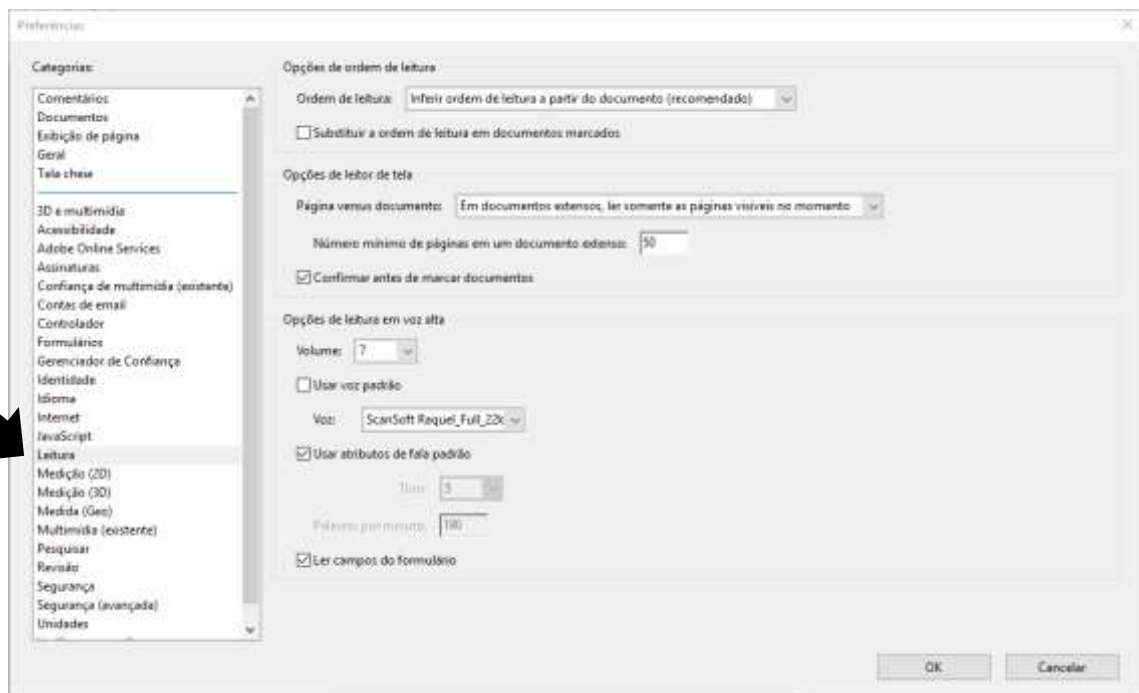 Preferências
Categorias:
Comentários
Documentos
Exibição de página
Geral
Tela cheia
3D e multimídia
Acessibilidade
Adobe Online Services
Assinaturas
Confiança de multimídia (existente)
Contas de email
Controlador
Formulários
Gerenciador de Confiança
Identidade
Idioma
Internet
JavaScript
Leitura
Medição (2D)
Medição (3D)
Medida (Geo)
Multimídia (existente)
Pesquisar
Revisão
Segurança
Segurança (avançada)
Unidades
Opções de ordem de leitura
Ordem de leitura: Inferir ordem de leitura a partir do documento (recomendado)
Substituir a ordem de leitura em documentos marcados
Opções de leitor de tela
Página versus documento: Em documentos extensos, ler somente as páginas visíveis no momento
Número mínimo de páginas em um documento extenso: 50
Confirmar antes de marcar documentos
Opções de leitura em voz alta
Volume: 7
Usar voz padrão
Voz: ScanSoft Raquel_Full_22k
Usar atributos de fala padrão
Tom: 5
Palavras por minuto: 190
Ler campos do formulário
OK Cancelar